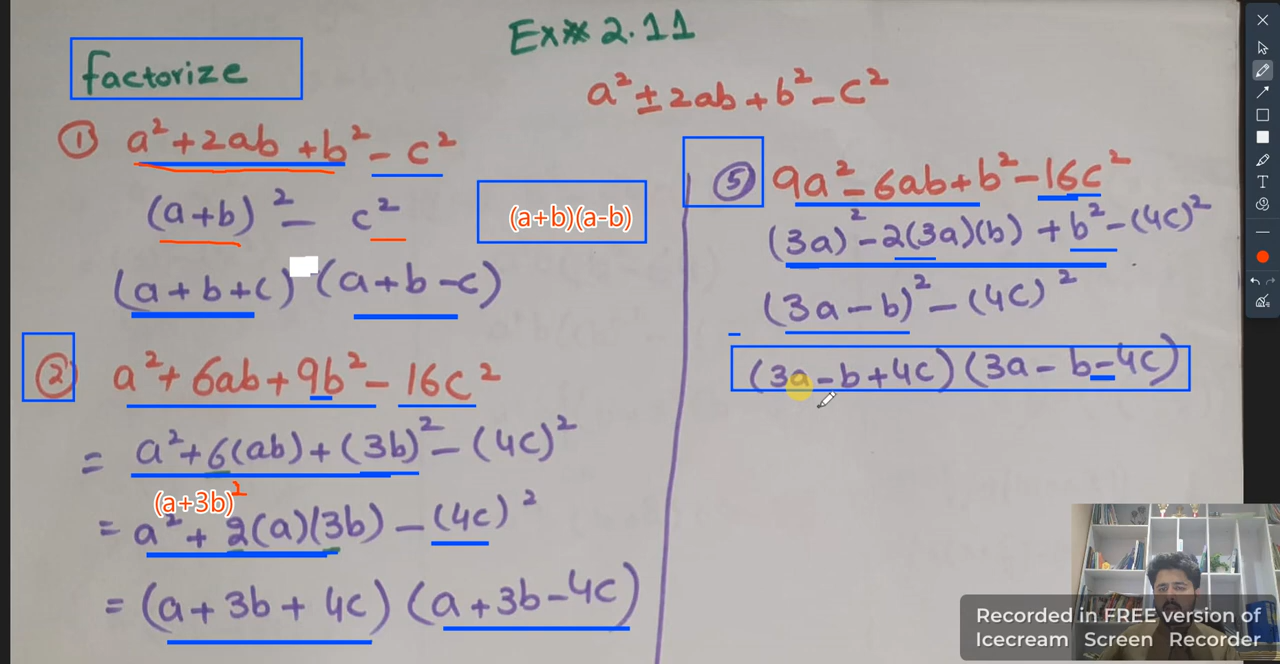 Ex※ 2.11
factorize
a² ± 2ab + b² - c²
① a² + 2ab + b² - c²
(a+b)² - c²
(a+b)(a-b)
(a+b+c) (a+b-c)
② a² + 6ab + 9b² - 16c²
= a² + 6(ab) + (3b)² - (4c)²
(a+3b)²
= a² + 2(a)(3b) - (4c)²
= (a + 3b + 4c) (a + 3b - 4c)
⑤ 9a² - 6ab + b² - 16c²
(3a)² - 2(3a)(b) + b² - (4c)²
(3a - b)² - (4c)²
(3a - b + 4c) (3a - b - 4c)
Recorded in FREE version of
Icecream Screen Recorder